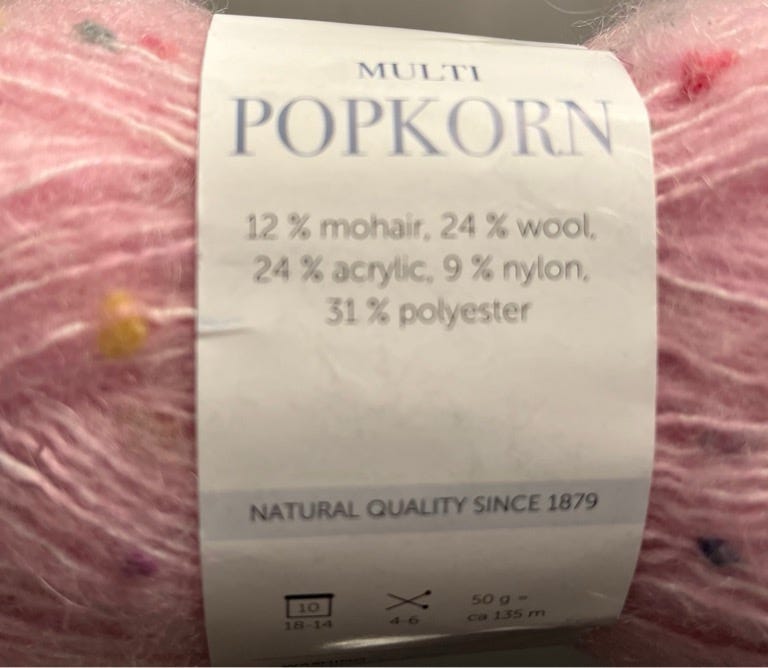 MULTI
POPKORN
12 % mohair, 24 % wool,
24 % acrylic, 9 % nylon,
31 % polyester
NATURAL QUALITY SINCE 1879
10
18-14
4-6
50 g =
ca 135 m